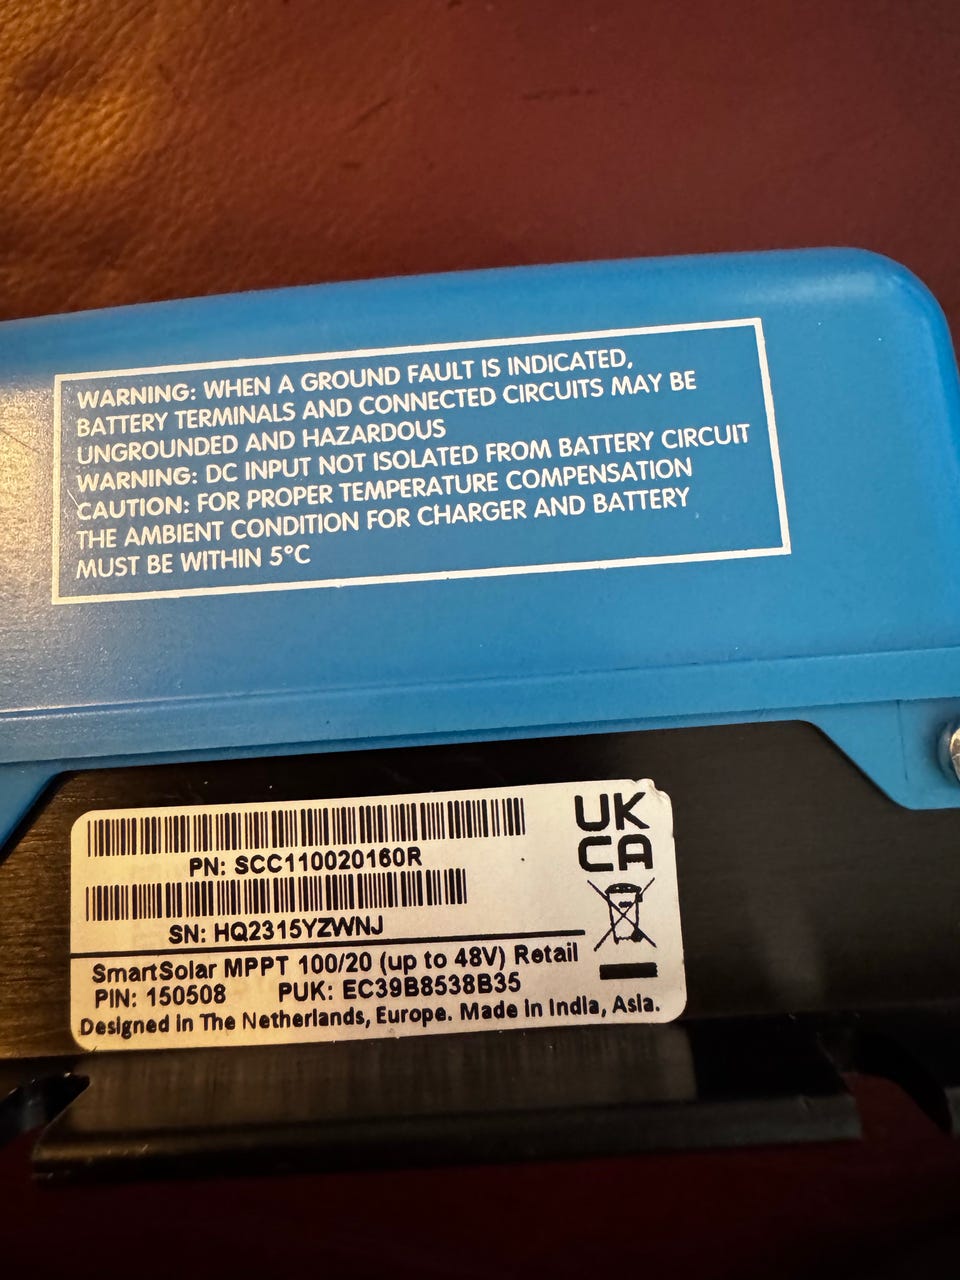 WARNING: WHEN A GROUND FAULT IS INDICATED,
BATTERY TERMINALS AND CONNECTED CIRCUITS MAY BE
UNGROUNDED AND HAZARDOUS
WARNING: DC INPUT NOT ISOLATED FROM BATTERY CIRCUIT
CAUTION: FOR PROPER TEMPERATURE COMPENSATION
THE AMBIENT CONDITION FOR CHARGER AND BATTERY
MUST BE WITHIN 5°C
UK
CA
PN: SCC110020160R
SN: HQ2315YZWNJ
SmartSolar MPPT 100/20 (up to 48V) Retail
PIN: 150508 PUK: EC39B8538B35
Designed in The Netherlands, Europe. Made in India, Asia.